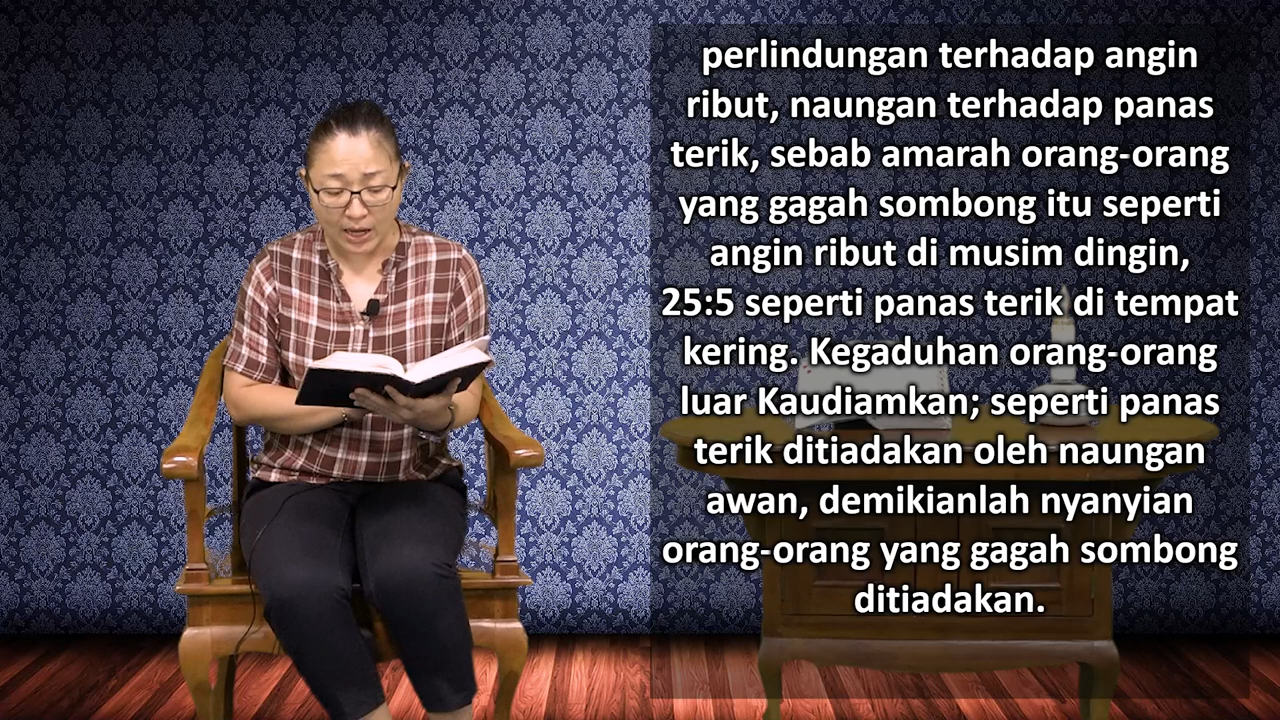 perlindungan terhadap angin
ribut, naungan terhadap panas
terik, sebab amarah orang-orang
yang gagah sombong itu seperti
angin ribut di musim dingin,
25:5 seperti panas terik di tempat
kering. Kegaduhan orang-orang
luar Kaudiamkan; seperti panas
terik ditiadakan oleh naungan
awan, demikianlah nyanyian
orang-orang yang gagah sombong
ditiadakan.